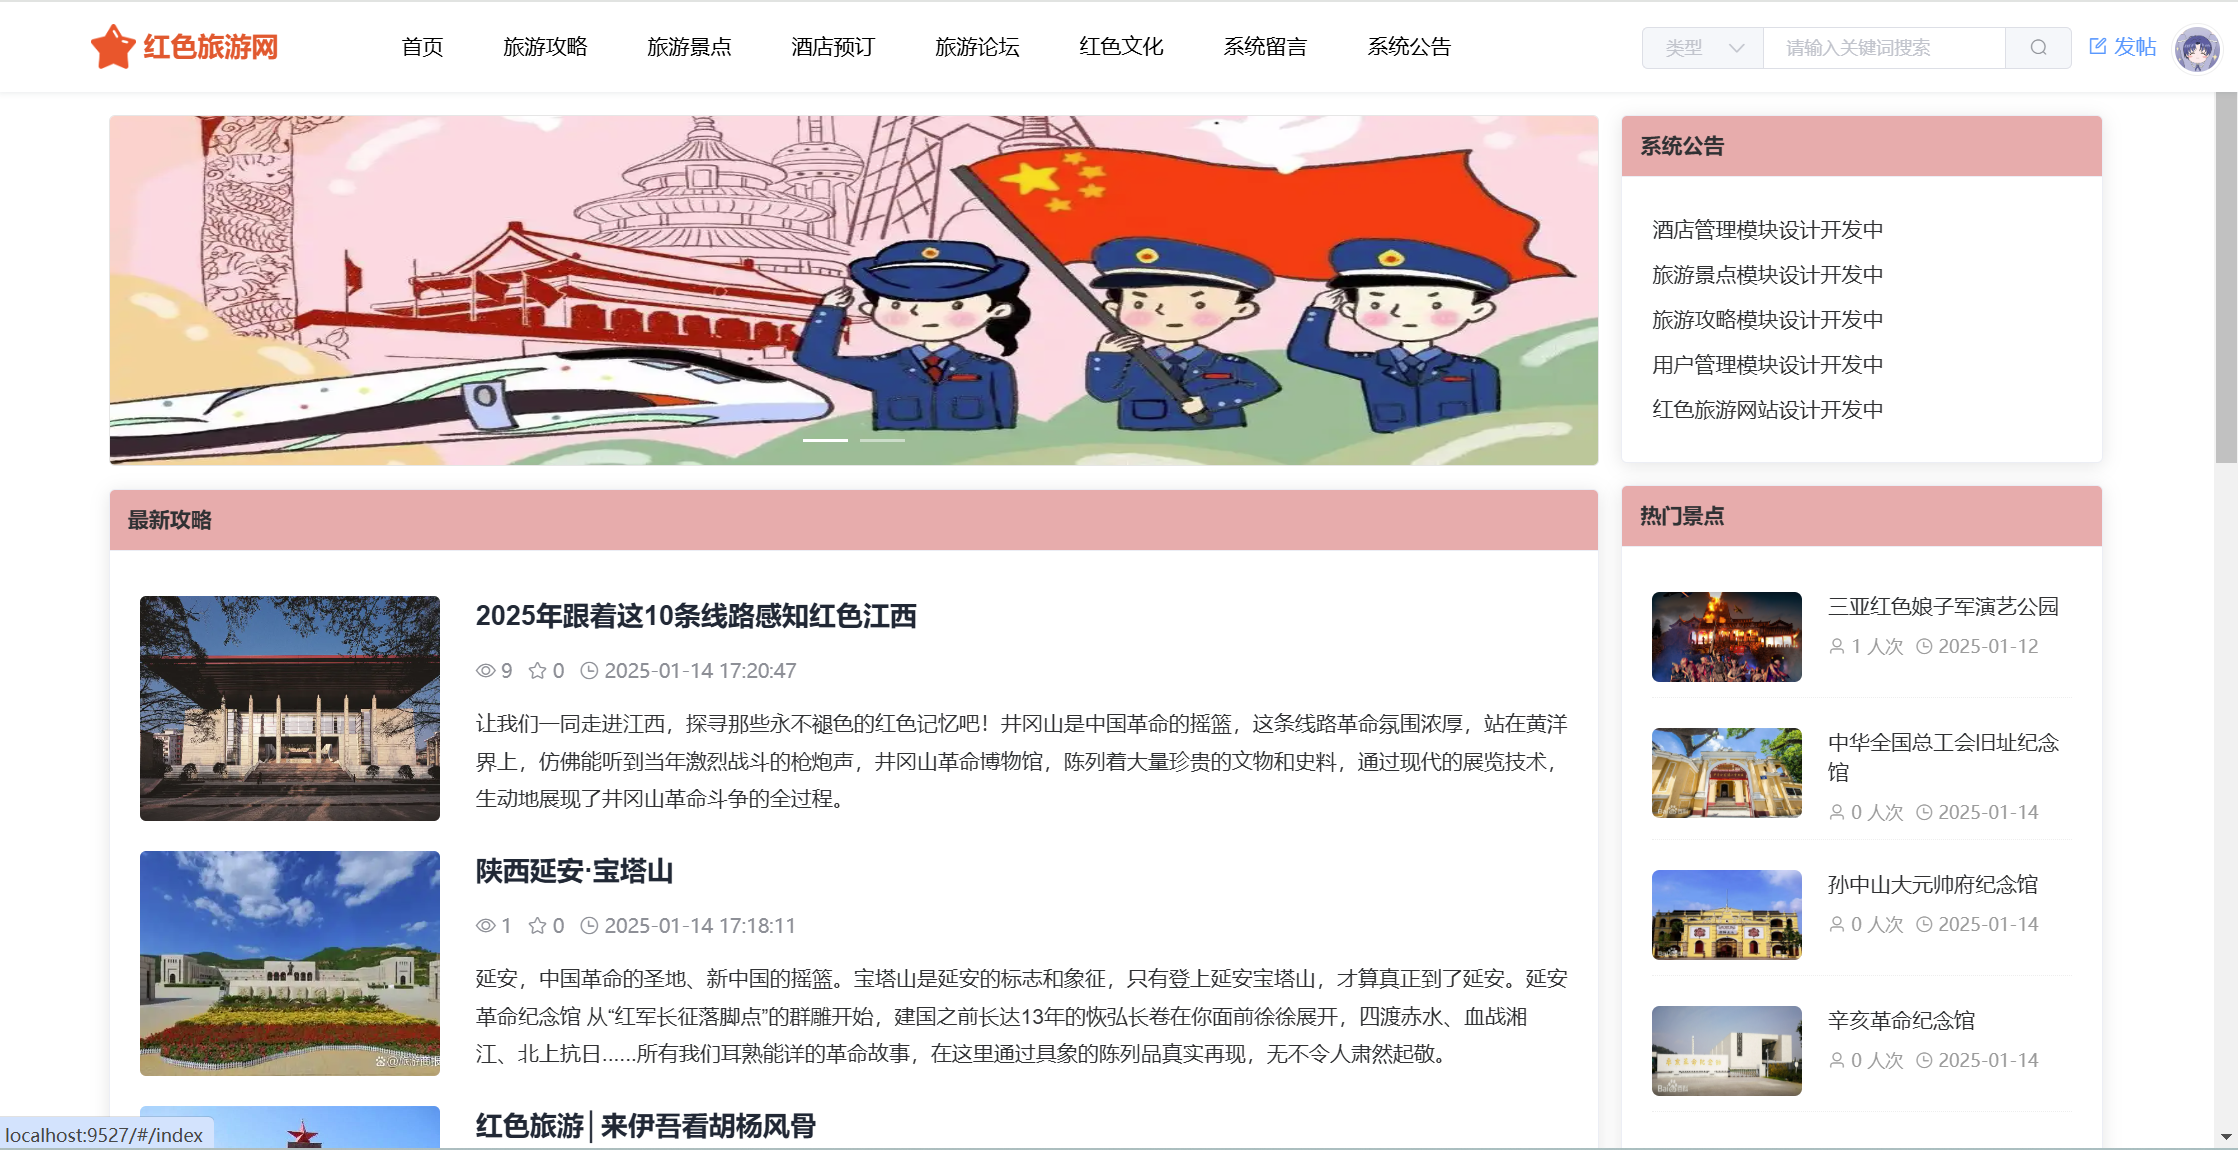 红色旅游网
首页 旅游攻略 旅游景点 酒店预订 旅游论坛 红色文化 系统留言 系统公告
类型 请输入关键词搜索 发帖
系统公告
酒店管理模块设计开发中
旅游景点模块设计开发中
旅游攻略模块设计开发中
用户管理模块设计开发中
红色旅游网站设计开发中
最新攻略
2025年跟着这10条线路感知红色江西
9 0 2025-01-14 17:20:47
让我们一同走进江西，探寻那些永不褪色的红色记忆吧！井冈山是中国革命的摇篮，这条线路革命氛围浓厚，站在黄洋
界上，仿佛能听到当年激烈战斗的枪炮声，井冈山革命博物馆，陈列着大量珍贵的文物和史料，通过现代的展览技术，
生动地展现了井冈山革命斗争的全过程。
陕西延安·宝塔山
1 0 2025-01-14 17:18:11
延安，中国革命的圣地、新中国的摇篮。宝塔山是延安的标志和象征，只有登上延安宝塔山，才算真正到了延安。延安
革命纪念馆 从“红军长征落脚点”的群雕开始，建国之前长达13年的恢弘长卷在你面前徐徐展开，四渡赤水、血战湘
江、北上抗日......所有我们耳熟能详的革命故事，在这里通过具象的陈列品真实再现，无不令人肃然起敬。
@旅游商报
红色旅游│来伊吾看胡杨风骨
热门景点
三亚红色娘子军演艺公园
1 人次 2025-01-12
中华全国总工会旧址纪念
馆
0 人次 2025-01-14
孙中山大元帅府纪念馆
0 人次 2025-01-14
辛亥革命纪念馆
0 人次 2025-01-14
localhost:9527/#/index